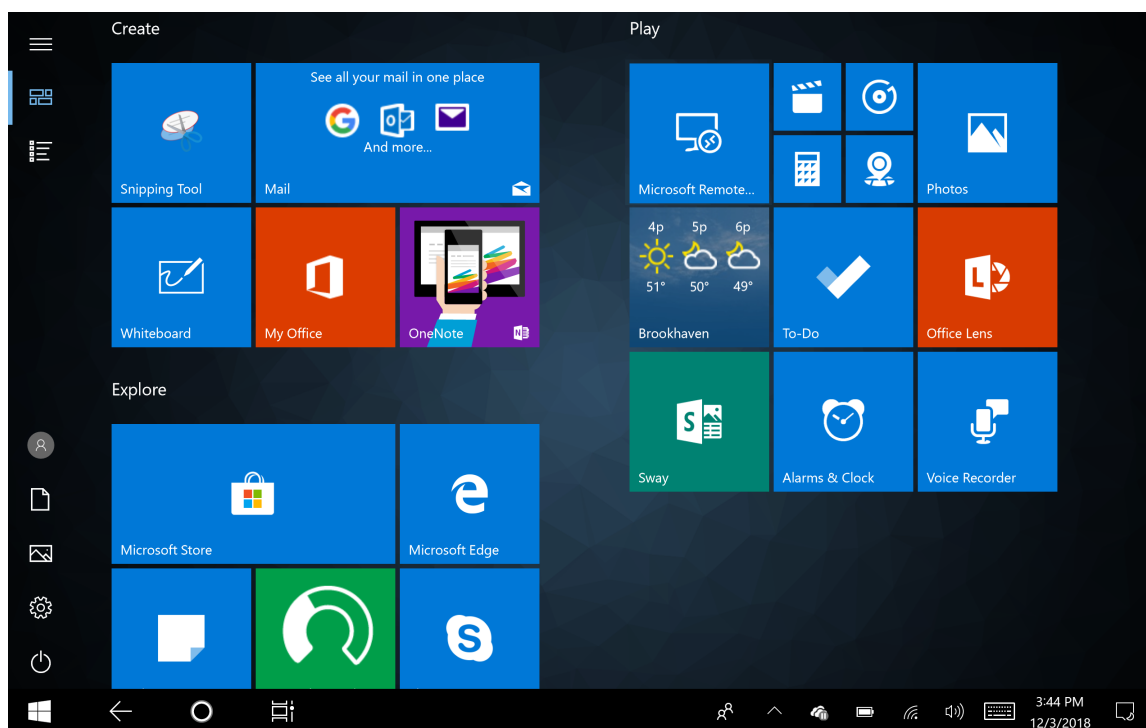 Create
See all your mail in one place
And more...
Snipping Tool
Mail
Whiteboard
My Office
OneNote
Explore
Microsoft Store
Microsoft Edge
Play
Microsoft Remote...
Photos
4p 5p 6p
51° 50° 49°
Brookhaven
To-Do
Office Lens
Sway
Alarms & Clock
Voice Recorder
3:44 PM
12/3/2018